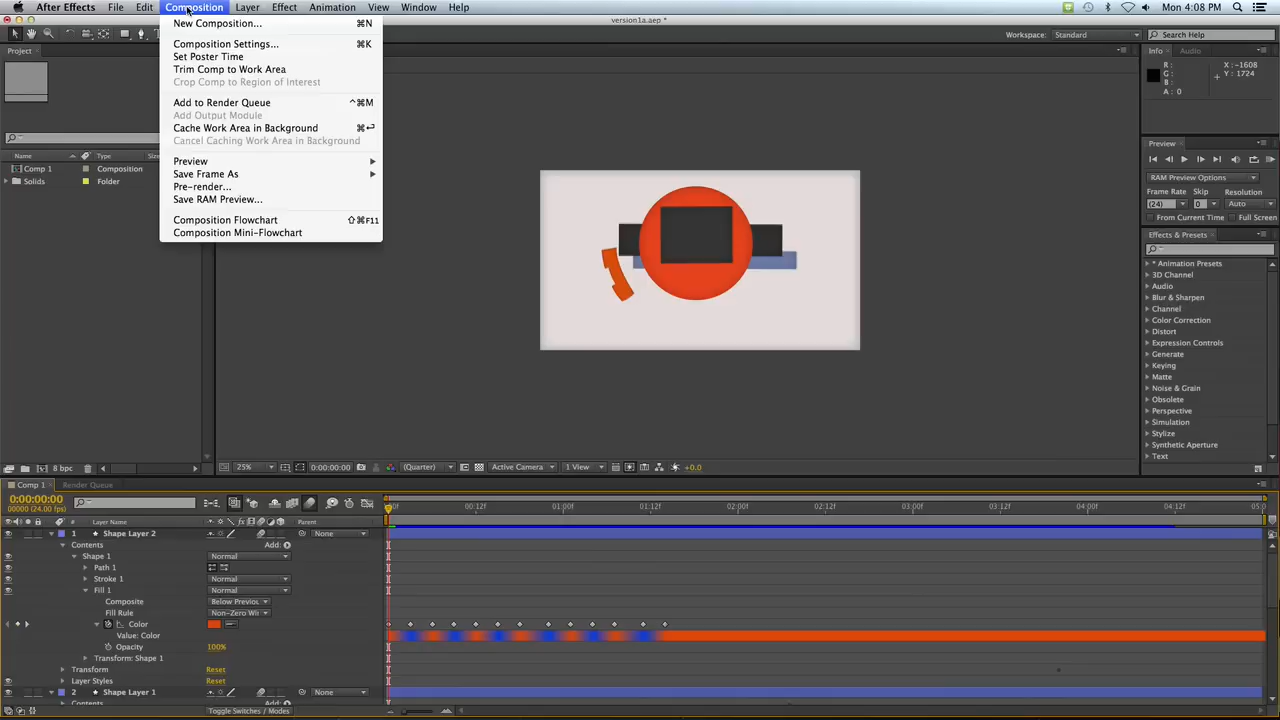 After Effects File Edit Composition Layer Effect Animation View Window Help Mon 4:08 PM
version1a.aep *
Workspace: Standard Search Help
New Composition... ⌘N
Composition Settings... ⌘K
Set Poster Time
Trim Comp to Work Area
Crop Comp to Region of Interest
Add to Render Queue ^⌘M
Add Output Module
Cache Work Area in Background ⌘↩
Cancel Caching Work Area in Background
Preview
Save Frame As
Pre-render...
Save RAM Preview...
Composition Flowchart ⇧⌘F11
Composition Mini-Flowchart
Project
Name Type Size
Comp 1 Composition
Solids Folder
8 bpc
Info Audio
R : X : -1608
G : Y : 1724
B :
A : 0
Preview
RAM Preview Options
Frame Rate Skip Resolution
(24) 0 Auto
From Current Time Full Screen
Effects & Presets
* Animation Presets
3D Channel
Audio
Blur & Sharpen
Channel
Color Correction
Distort
Expression Controls
Generate
Keying
Matte
Noise & Grain
Obsolete
Perspective
Simulation
Stylize
Synthetic Aperture
Text
25% 0:00:00:00 (Quarter) Active Camera 1 View +0.0
Comp 1 Render Queue
0:00:00:00
00000 (24.00 fps)
00:12f 01:00f 01:12f 02:00f 02:12f 03:00f 03:12f 04:00f 04:12f
# Layer Name Parent
1 Shape Layer 2 None
Contents Add:
Shape 1 Normal
Path 1
Stroke 1 Normal
Fill 1 Normal
Composite Below Previou
Fill Rule Non-Zero Wi
Color
Value: Color
Opacity 100%
Transform: Shape 1
Transform Reset
Layer Styles Reset
2 Shape Layer 1 None
Contents Add:
Toggle Switches / Modes